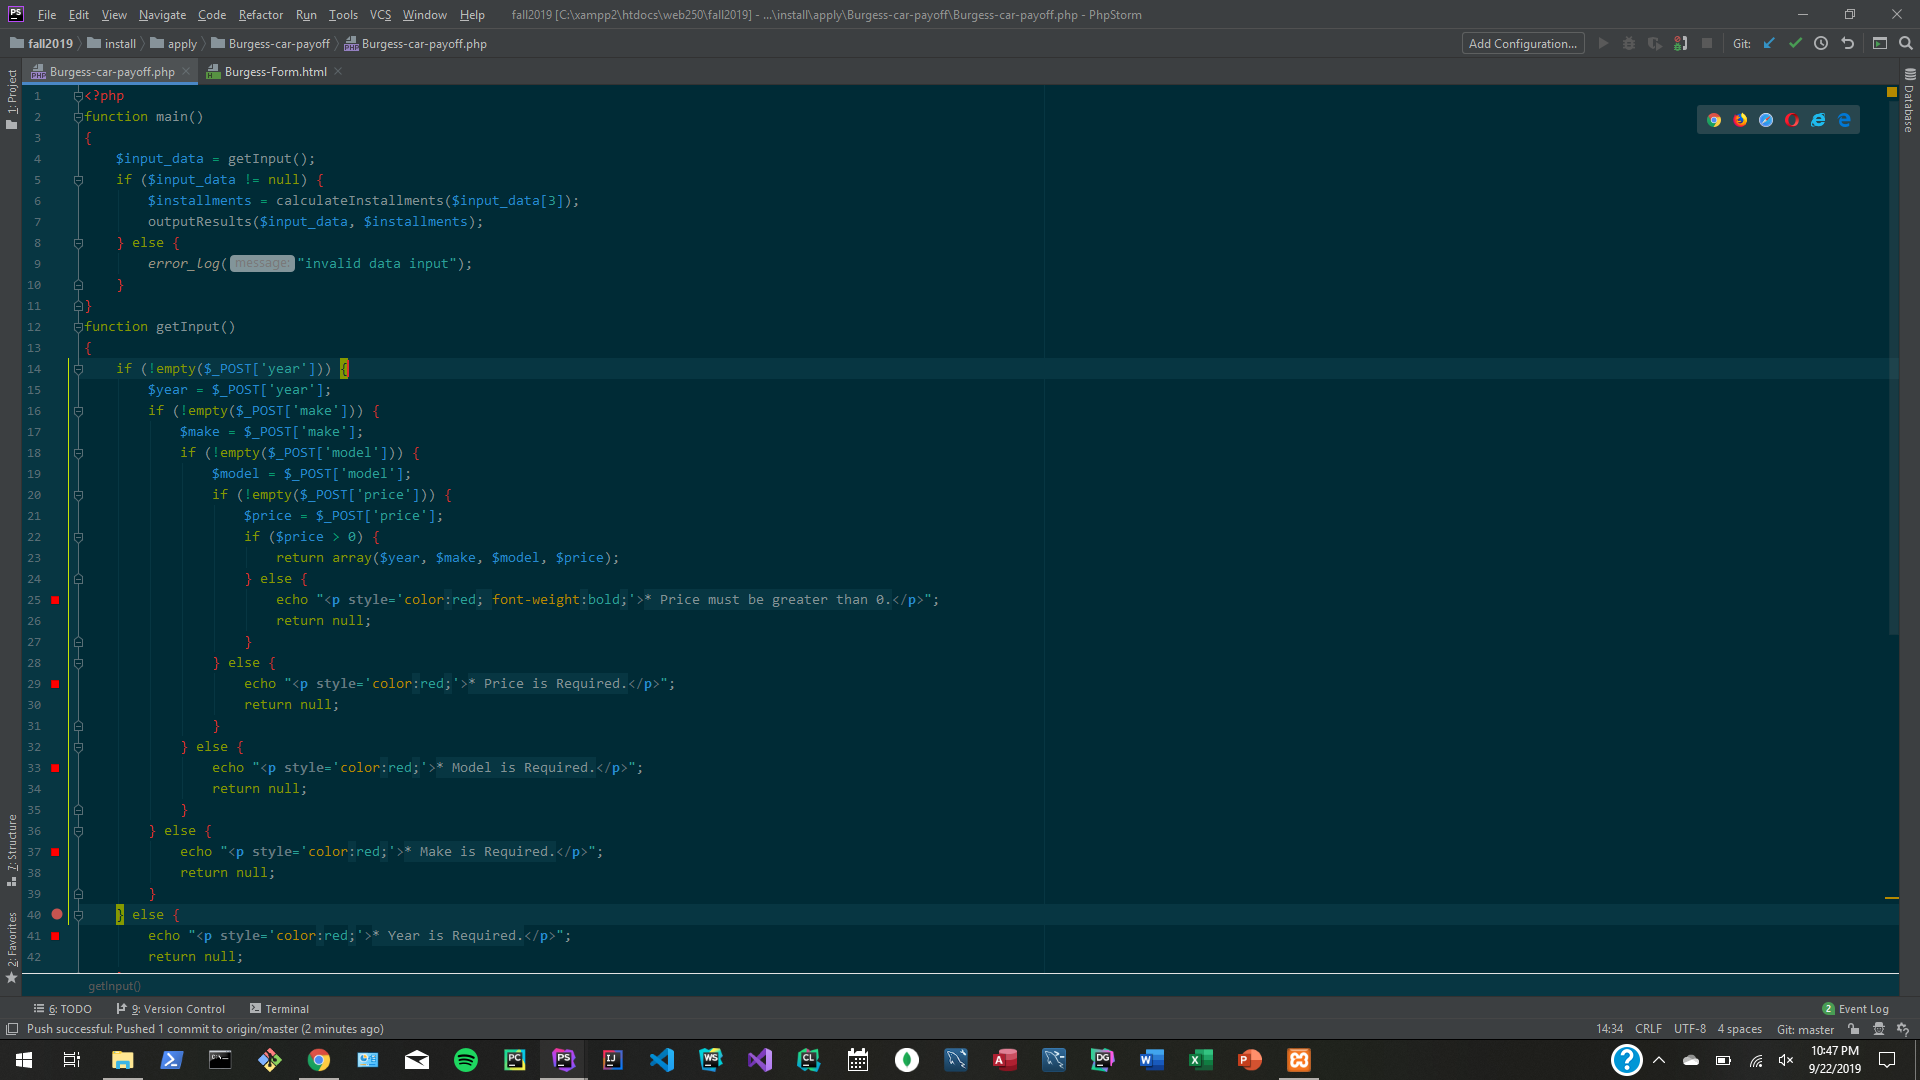 File Edit View Navigate Code Refactor Run Tools VCS Window Help fall2019 [C:\xampp2\htdocs\web250\fall2019] - ...\install\apply\Burgess-car-payoff\Burgess-car-payoff.php - PhpStorm
fall2019 install apply Burgess-car-payoff Burgess-car-payoff.php Add Configuration... Git:
Burgess-car-payoff.php Burgess-Form.html
1: Project
Database
1 <?php
2 function main()
3 {
4 $input_data = getInput();
5 if ($input_data != null) {
6 $installments = calculateInstallments($input_data[3]);
7 outputResults($input_data, $installments);
8 } else {
9 error_log( message: "invalid data input");
10 }
11 }
12 function getInput()
13 {
14 if (!empty($_POST['year'])) {
15 $year = $_POST['year'];
16 if (!empty($_POST['make'])) {
17 $make = $_POST['make'];
18 if (!empty($_POST['model'])) {
19 $model = $_POST['model'];
20 if (!empty($_POST['price'])) {
21 $price = $_POST['price'];
22 if ($price > 0) {
23 return array($year, $make, $model, $price);
24 } else {
25 echo "<p style='color:red; font-weight:bold;'>* Price must be greater than 0.</p>";
26 return null;
27 }
28 } else {
29 echo "<p style='color:red;'>* Price is Required.</p>";
30 return null;
31 }
32 } else {
33 echo "<p style='color:red;'>* Model is Required.</p>";
34 return null;
35 }
36 } else {
37 echo "<p style='color:red;'>* Make is Required.</p>";
38 return null;
39 }
40 } else {
41 echo "<p style='color:red;'>* Year is Required.</p>";
42 return null;
7: Structure
2: Favorites
getInput()
6: TODO 9: Version Control Terminal 2 Event Log
Push successful: Pushed 1 commit to origin/master (2 minutes ago) 14:34 CRLF UTF-8 4 spaces Git: master
10:47 PM
9/22/2019